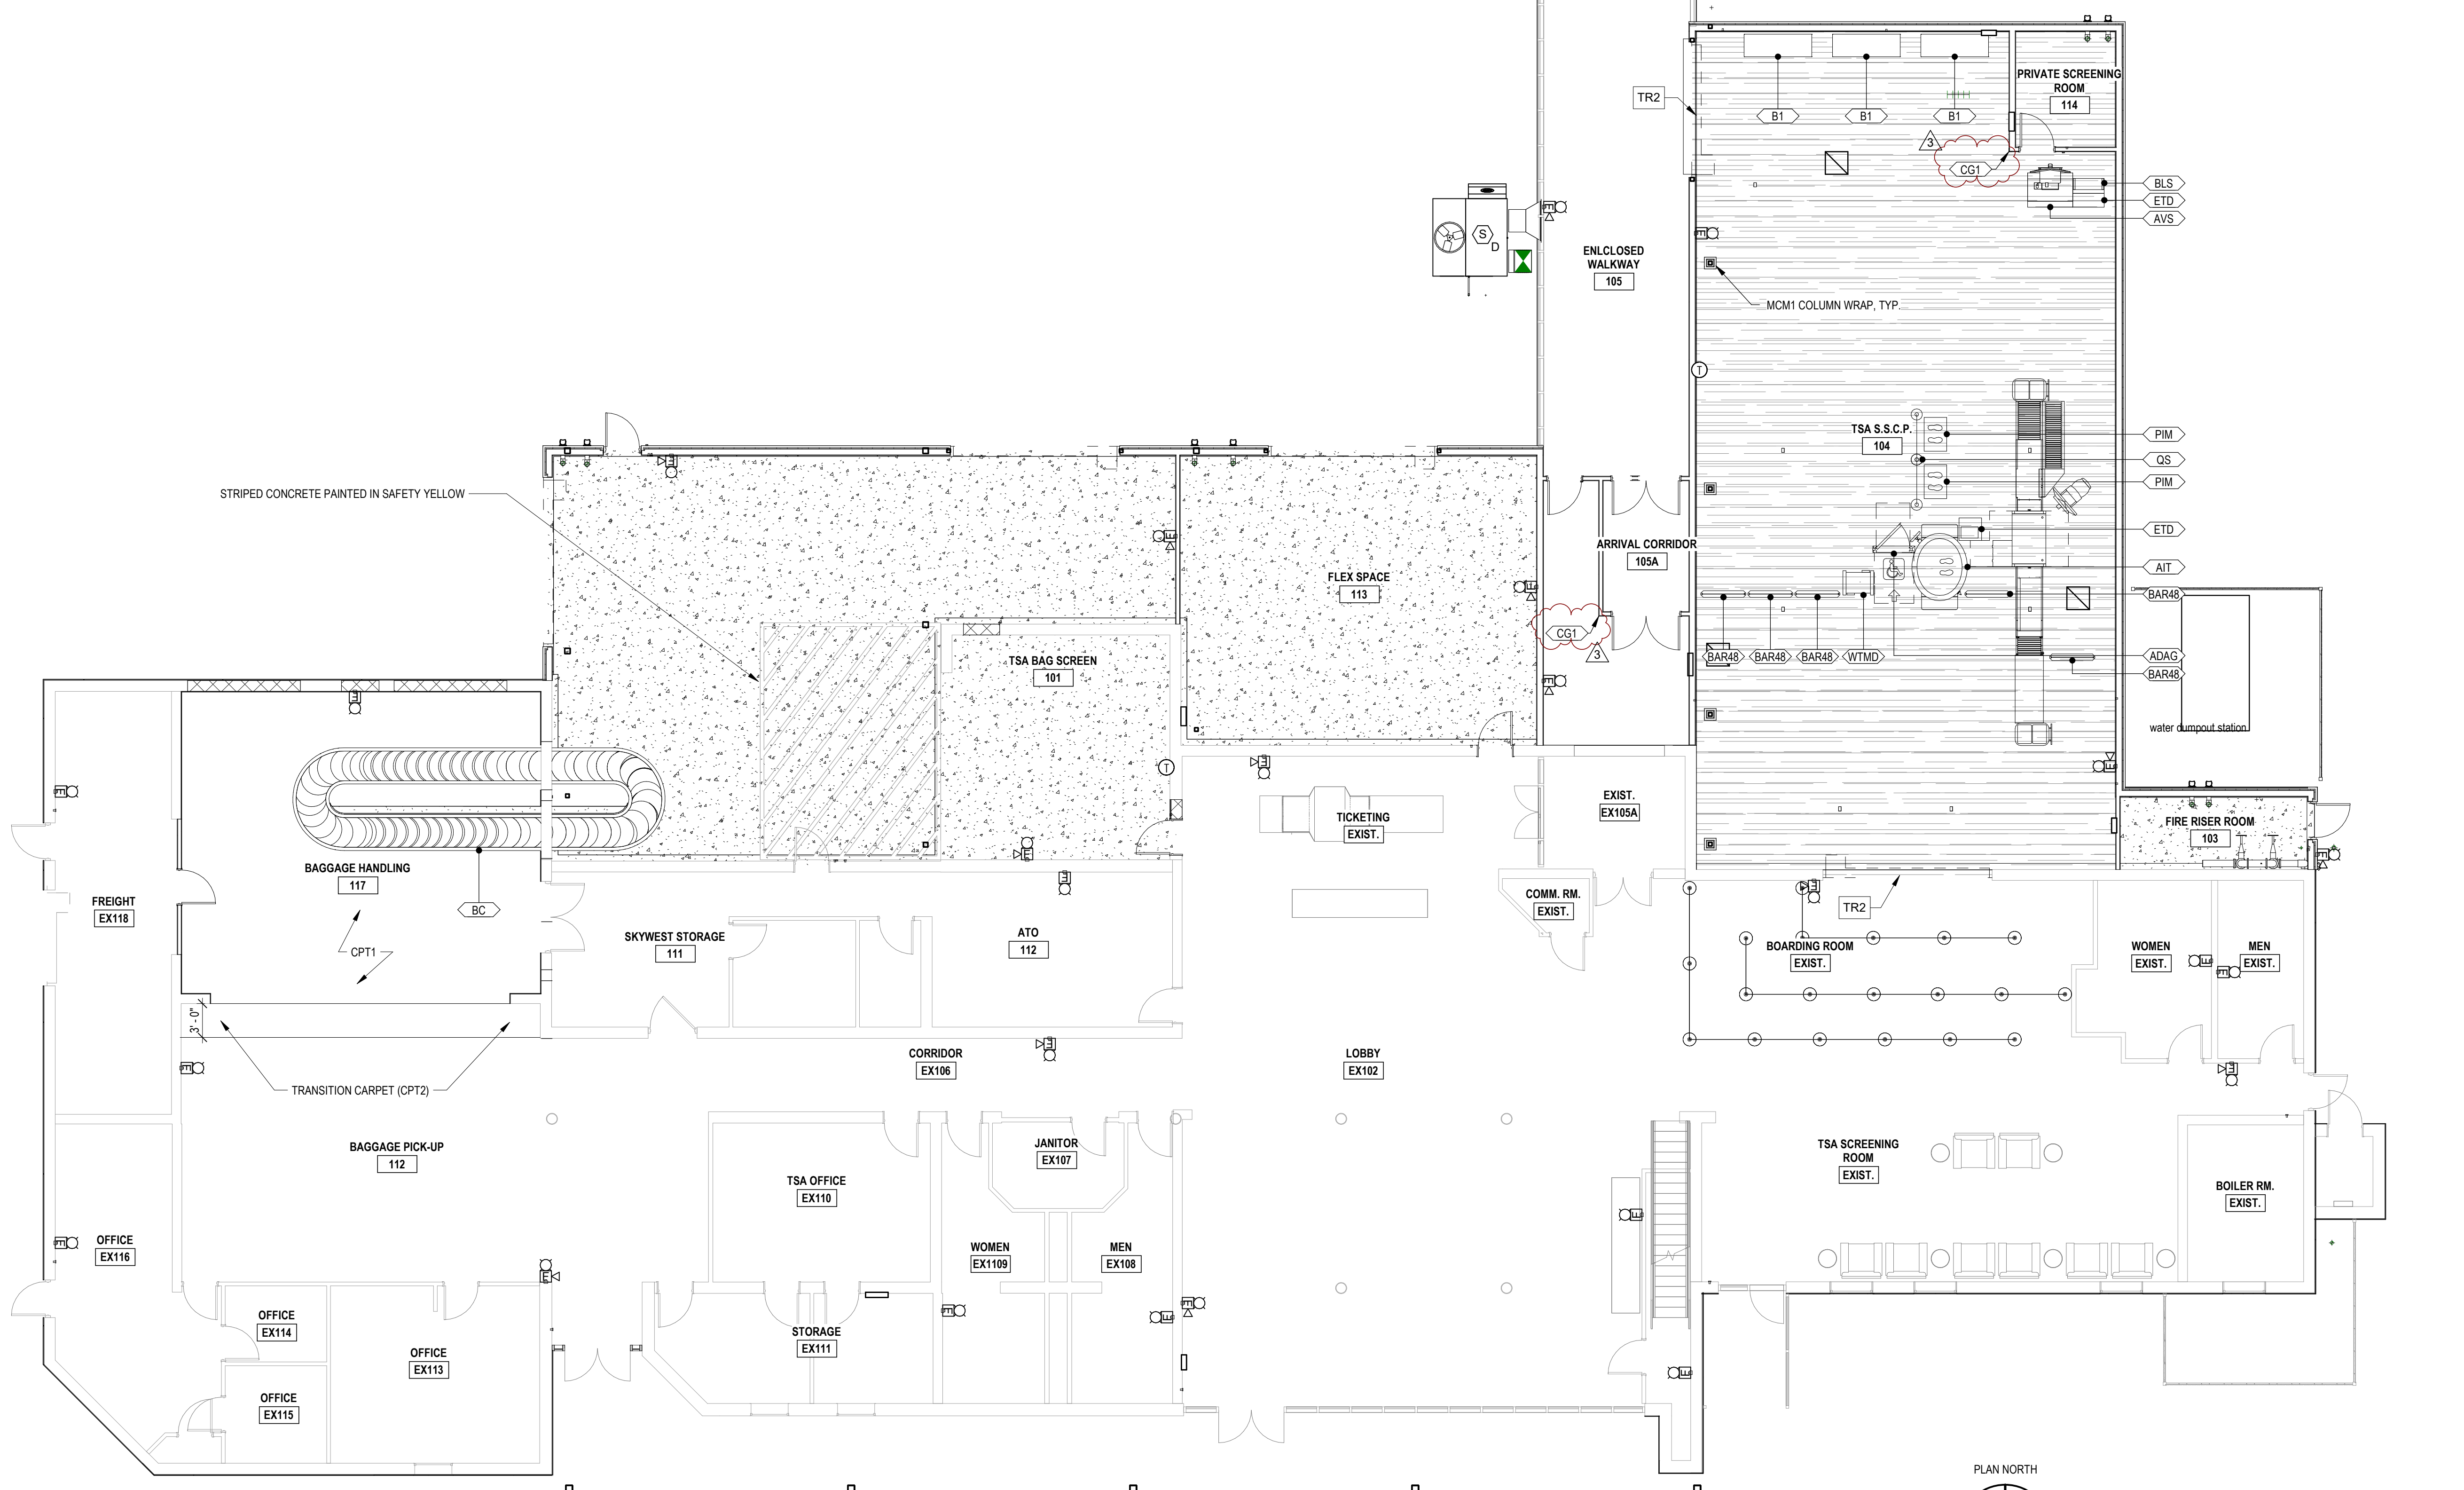 PRIVATE SCREENING
ROOM
114
TR2
B1
B1
B1
3
CG1
BLS
ETD
AVS
S
D
E
ENLCLOSED
WALKWAY
105
E
MCM1 COLUMN WRAP, TYP.
T
TSA S.S.C.P.
104
PIM
QS
PIM
E
STRIPED CONCRETE PAINTED IN SAFETY YELLOW
E
ETD
ARRIVAL CORRIDOR
105A
AIT
FLEX SPACE
113
E
BAR48
CG1
3
BAR48
BAR48
BAR48
WTMD
ADAG
BAR48
TSA BAG SCREEN
101
E
E
water dumpout station
E
T
E
E
E
EXIST.
EX105A
TICKETING
EXIST.
FIRE RISER ROOM
103
E
E
BAGGAGE HANDLING
117
E
E
COMM. RM.
EXIST.
TR2
FREIGHT
EX118
BC
SKYWEST STORAGE
111
ATO
112
BOARDING ROOM
EXIST.
WOMEN
EXIST.
MEN
EXIST.
E
E
CPT1
3' - 0"
E
CORRIDOR
EX106
LOBBY
EX102
E
E
TRANSITION CARPET (CPT2)
BAGGAGE PICK-UP
112
JANITOR
EX107
TSA SCREENING
ROOM
EXIST.
TSA OFFICE
EX110
BOILER RM.
EXIST.
E
E
OFFICE
EX116
WOMEN
EX1109
MEN
EX108
E
E
E
E
OFFICE
EX114
STORAGE
EX111
OFFICE
EX113
E
OFFICE
EX115
PLAN NORTH